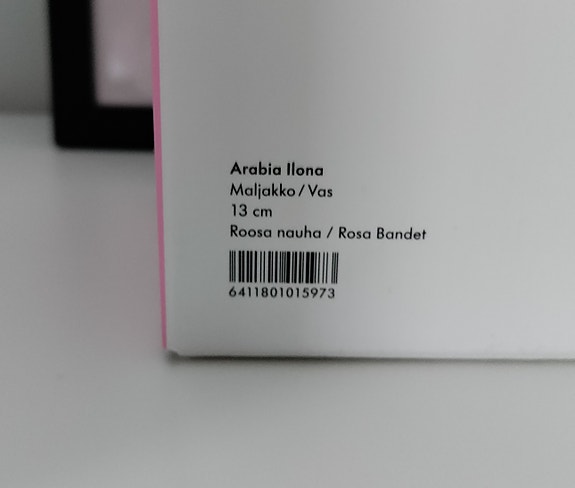 Arabia Ilona
Maljakko / Vas
13 cm
Roosa nauha / Rosa Bandet
6411801015973